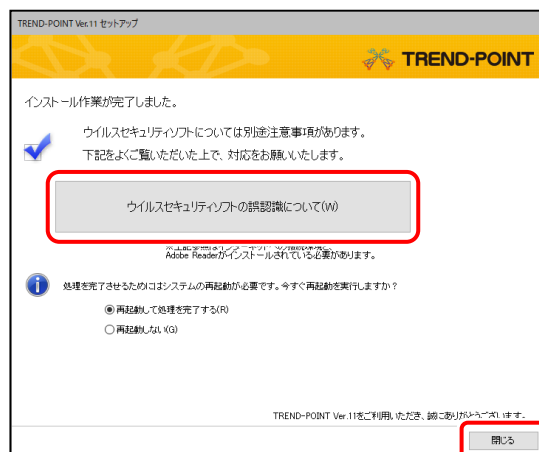 TREND-POINT Ver.11 セットアップ
TREND-POINT
インストール作業が完了しました。
ウイルスセキュリティソフトについては別途注意事項があります。
下記をよくご覧いただいた上で、対応をお願いいたします。
ウイルスセキュリティソフトの誤認識について(W)
Adobe Readerがインストールされている必要があります。
処理を完了させるためにはシステムの再起動が必要です。今すぐ再起動を実行しますか？
再起動して処理を完了する(R)
再起動しない(G)
TREND-POINT Ver.11をご利用いただき、誠にありがとうございます。
閉じる